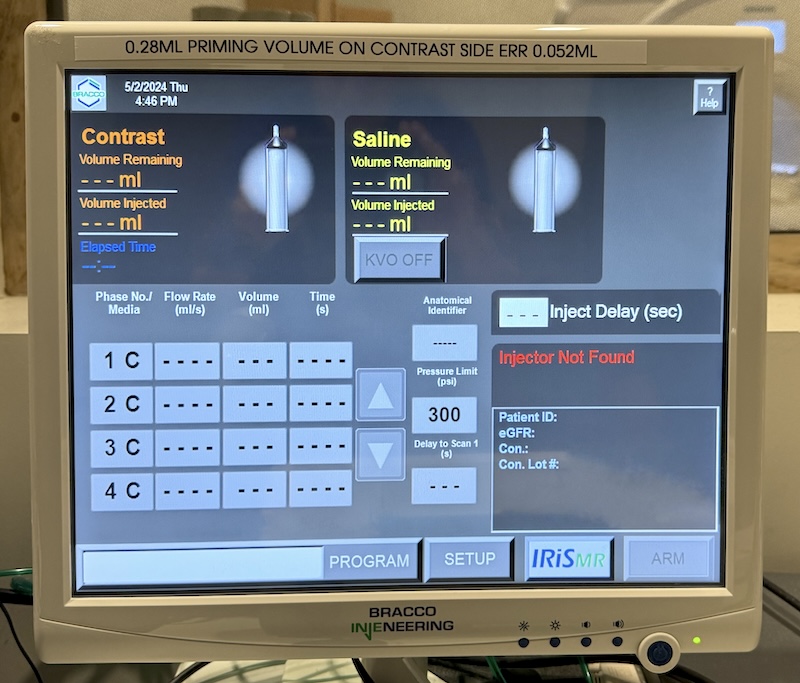 0.28ML PRIMING VOLUME ON CONTRAST SIDE ERR 0.052ML
BRACCO
5/2/2024 Thu
4:46 PM
?
Help
Contrast
Volume Remaining
- - - ml
Volume Injected
- - - ml
Elapsed Time
--:--
Saline
Volume Remaining
- - - ml
Volume Injected
- - - ml
KVO OFF
Phase No./
Media
Flow Rate
(ml/s)
Volume
(ml)
Time
(s)
1 C - - - - - - - - - - -
2 C - - - - - - - - - - -
3 C - - - - - - - - - - -
4 C - - - - - - - - - - -
Anatomical
Identifier
-----
Pressure Limit
(psi)
300
Delay to Scan 1
(s)
- - -
- - - Inject Delay (sec)
Injector Not Found
Patient ID:
eGFR:
Con.:
Con. Lot#:
PROGRAM
SETUP
IRiSMR
ARM
BRACCO
INJENEERING